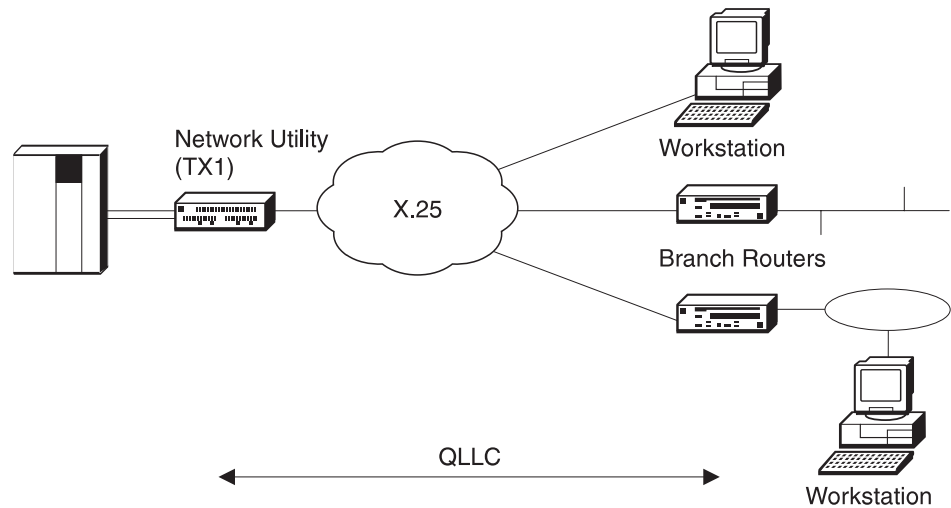 Network Utility
(TX1)
X.25
Workstation
Branch Routers
QLLC
Workstation